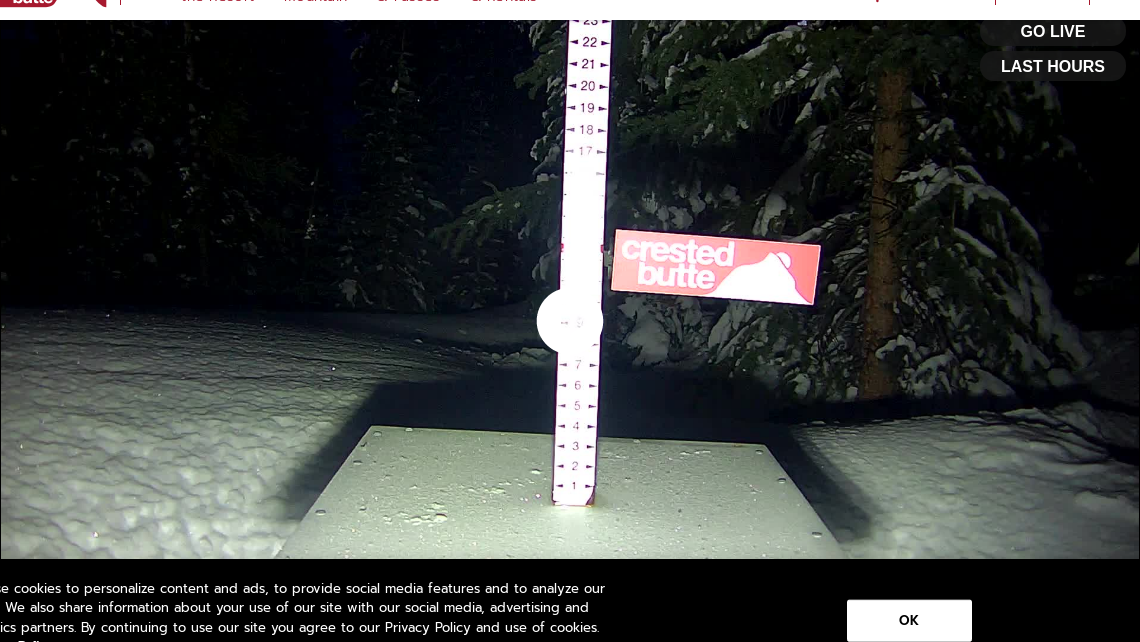 butte
GO LIVE
LAST HOURS
22
21
20
19
18
17
crested
butte
9
7
6
5
4
3
2
1
e cookies to personalize content and ads, to provide social media features and to analyze our
We also share information about your use of our site with our social media, advertising and
ics partners. By continuing to use our site you agree to our Privacy Policy and use of cookies.
OK